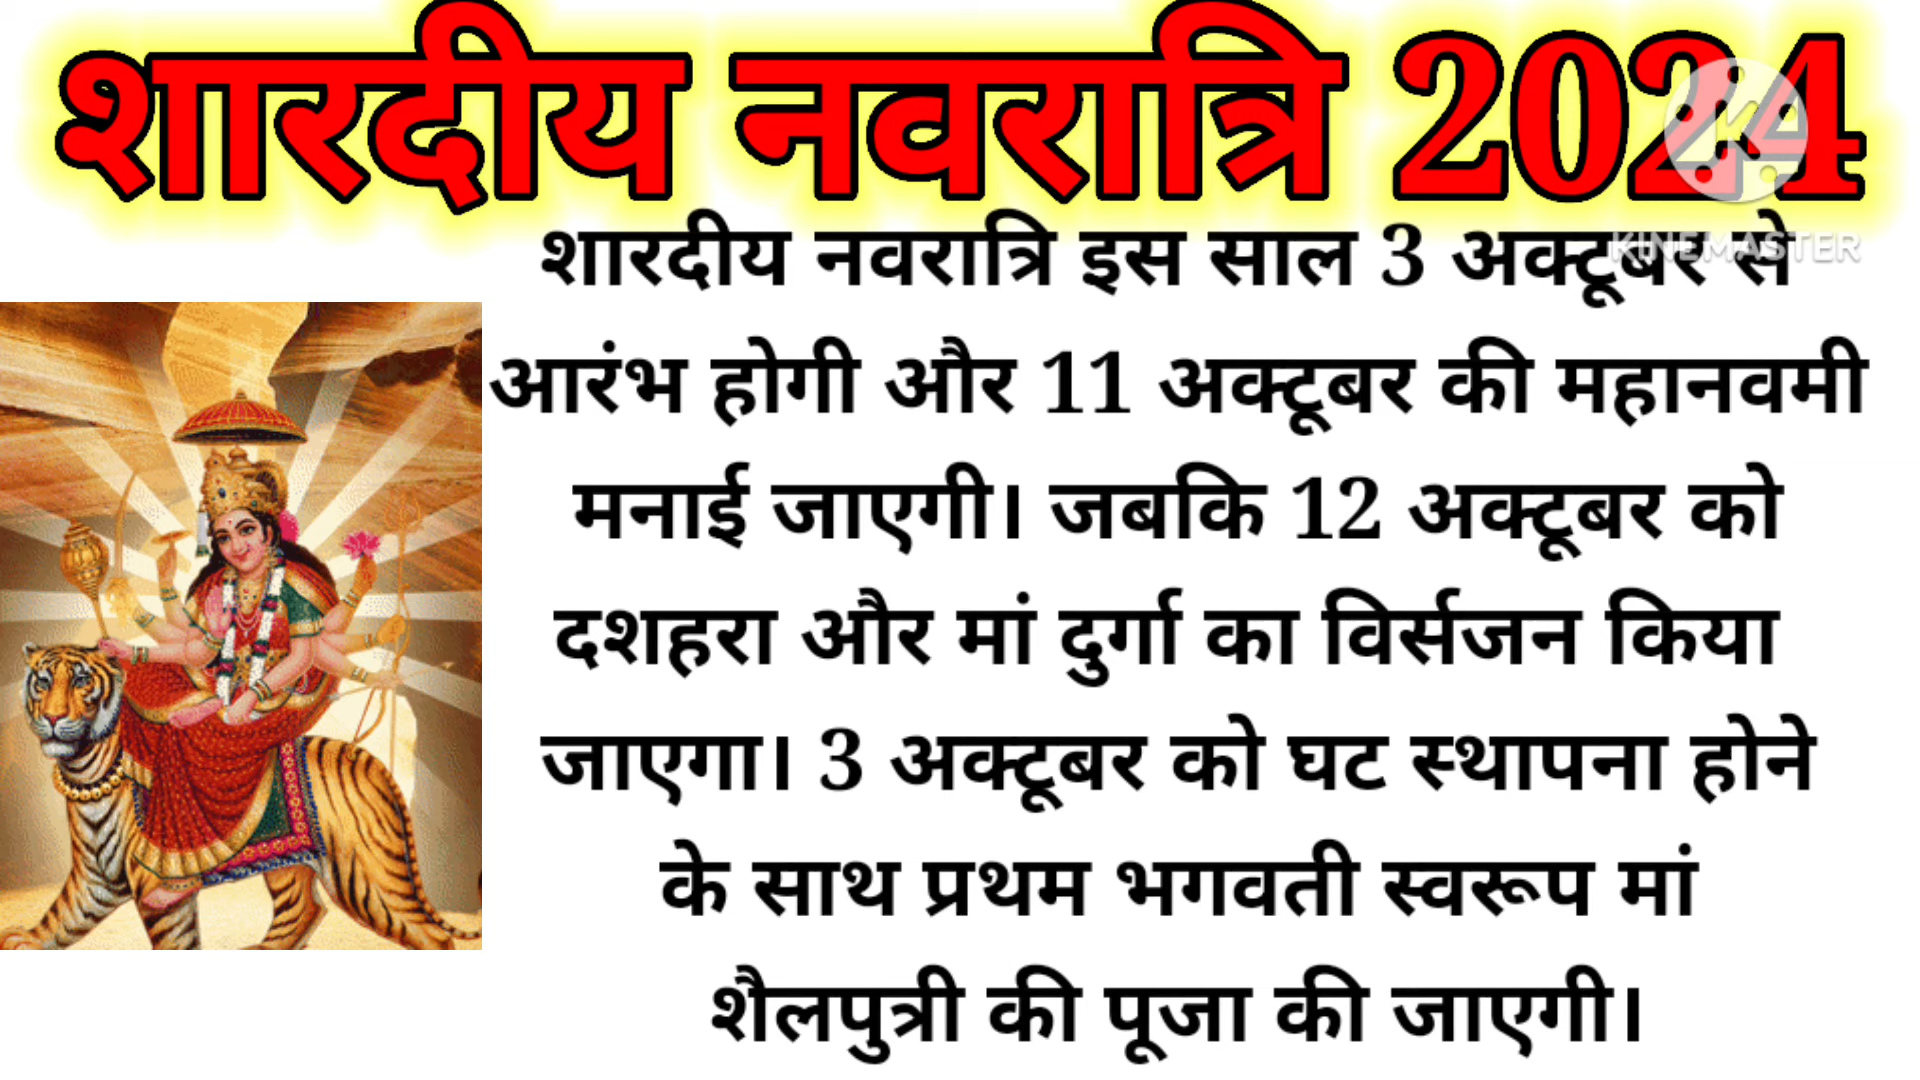 शारदीय नवरात्रि 2024
KINEMASTER
शारदीय नवरात्रि इस साल 3 अक्टूबर से
आरंभ होगी और 11 अक्टूबर की महानवमी
मनाई जाएगी। जबकि 12 अक्टूबर को
दशहरा और मां दुर्गा का विर्सजन किया
जाएगा। 3 अक्टूबर को घट स्थापना होने
के साथ प्रथम भगवती स्वरूप मां
शैलपुत्री की पूजा की जाएगी।